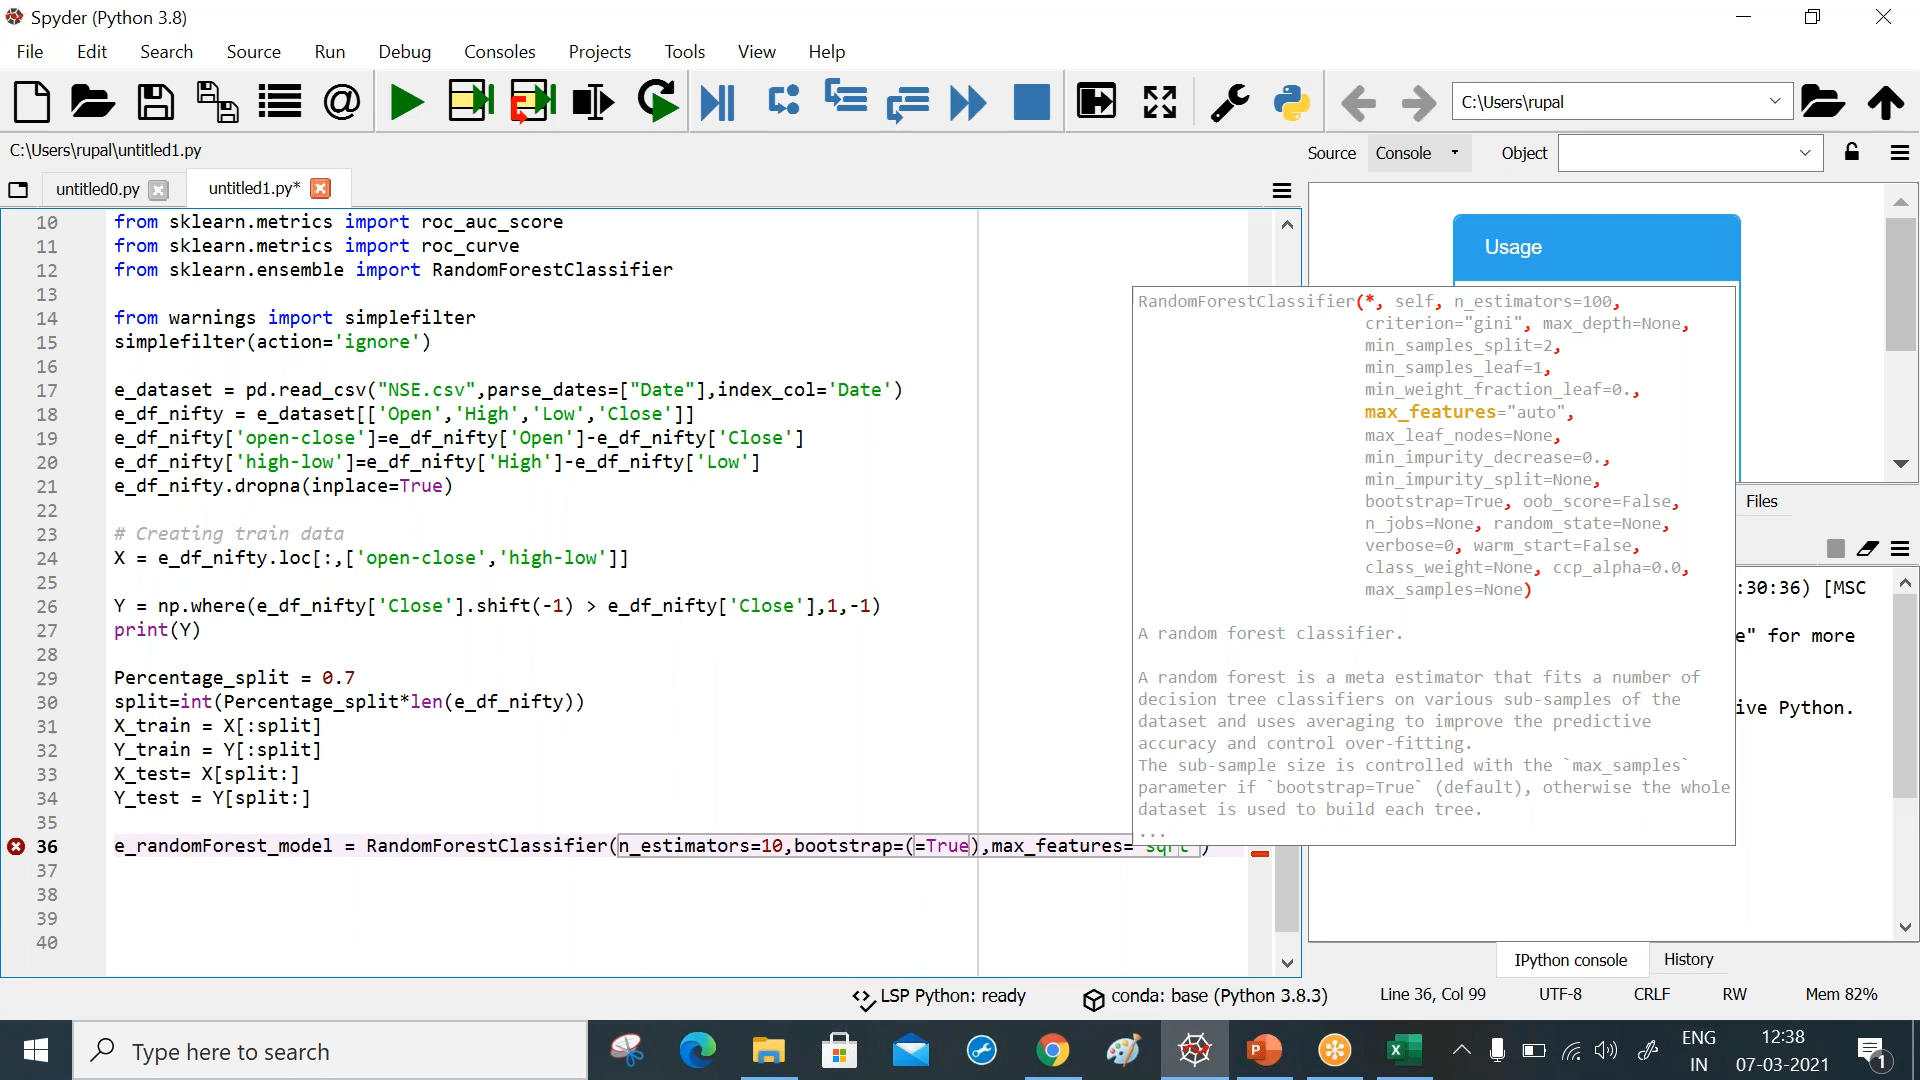 Spyder (Python 3.8)
File Edit Search Source Run Debug Consoles Projects Tools View Help
C:\Users\rupal
C:\Users\rupal\untitled1.py
Source Console Object
untitled0.py untitled1.py*
Usage
10 from sklearn.metrics import roc_auc_score
11 from sklearn.metrics import roc_curve
12 from sklearn.ensemble import RandomForestClassifier
13
14 from warnings import simplefilter
15 simplefilter(action='ignore')
16
17 e_dataset = pd.read_csv("NSE.csv",parse_dates=["Date"],index_col='Date')
18 e_df_nifty = e_dataset[['Open','High','Low','Close']]
19 e_df_nifty['open-close']=e_df_nifty['Open']-e_df_nifty['Close']
20 e_df_nifty['high-low']=e_df_nifty['High']-e_df_nifty['Low']
21 e_df_nifty.dropna(inplace=True)
22
23 # Creating train data
24 X = e_df_nifty.loc[:,['open-close','high-low']]
25
26 Y = np.where(e_df_nifty['Close'].shift(-1) > e_df_nifty['Close'],1,-1)
27 print(Y)
28
29 Percentage_split = 0.7
30 split=int(Percentage_split*len(e_df_nifty))
31 X_train = X[:split]
32 Y_train = Y[:split]
33 X_test= X[split:]
34 Y_test = Y[split:]
35
36 e_randomForest_model = RandomForestClassifier(n_estimators=10,bootstrap=(=True),max_features='sqrt')
37
38
39
40
RandomForestClassifier(*, self, n_estimators=100,
criterion="gini", max_depth=None,
min_samples_split=2,
min_samples_leaf=1,
min_weight_fraction_leaf=0.,
max_features="auto",
max_leaf_nodes=None,
min_impurity_decrease=0.,
min_impurity_split=None,
bootstrap=True, oob_score=False,
n_jobs=None, random_state=None,
verbose=0, warm_start=False,
class_weight=None, ccp_alpha=0.0,
max_samples=None)
A random forest classifier.
A random forest is a meta estimator that fits a number of
decision tree classifiers on various sub-samples of the
dataset and uses averaging to improve the predictive
accuracy and control over-fitting.
The sub-sample size is controlled with the `max_samples`
parameter if `bootstrap=True` (default), otherwise the whole
dataset is used to build each tree.
...
Files
:30:36) [MSC
e" for more
ive Python.
IPython console History
LSP Python: ready conda: base (Python 3.8.3) Line 36, Col 99 UTF-8 CRLF RW Mem 82%
Type here to search
ENG
IN
12:38
07-03-2021
1